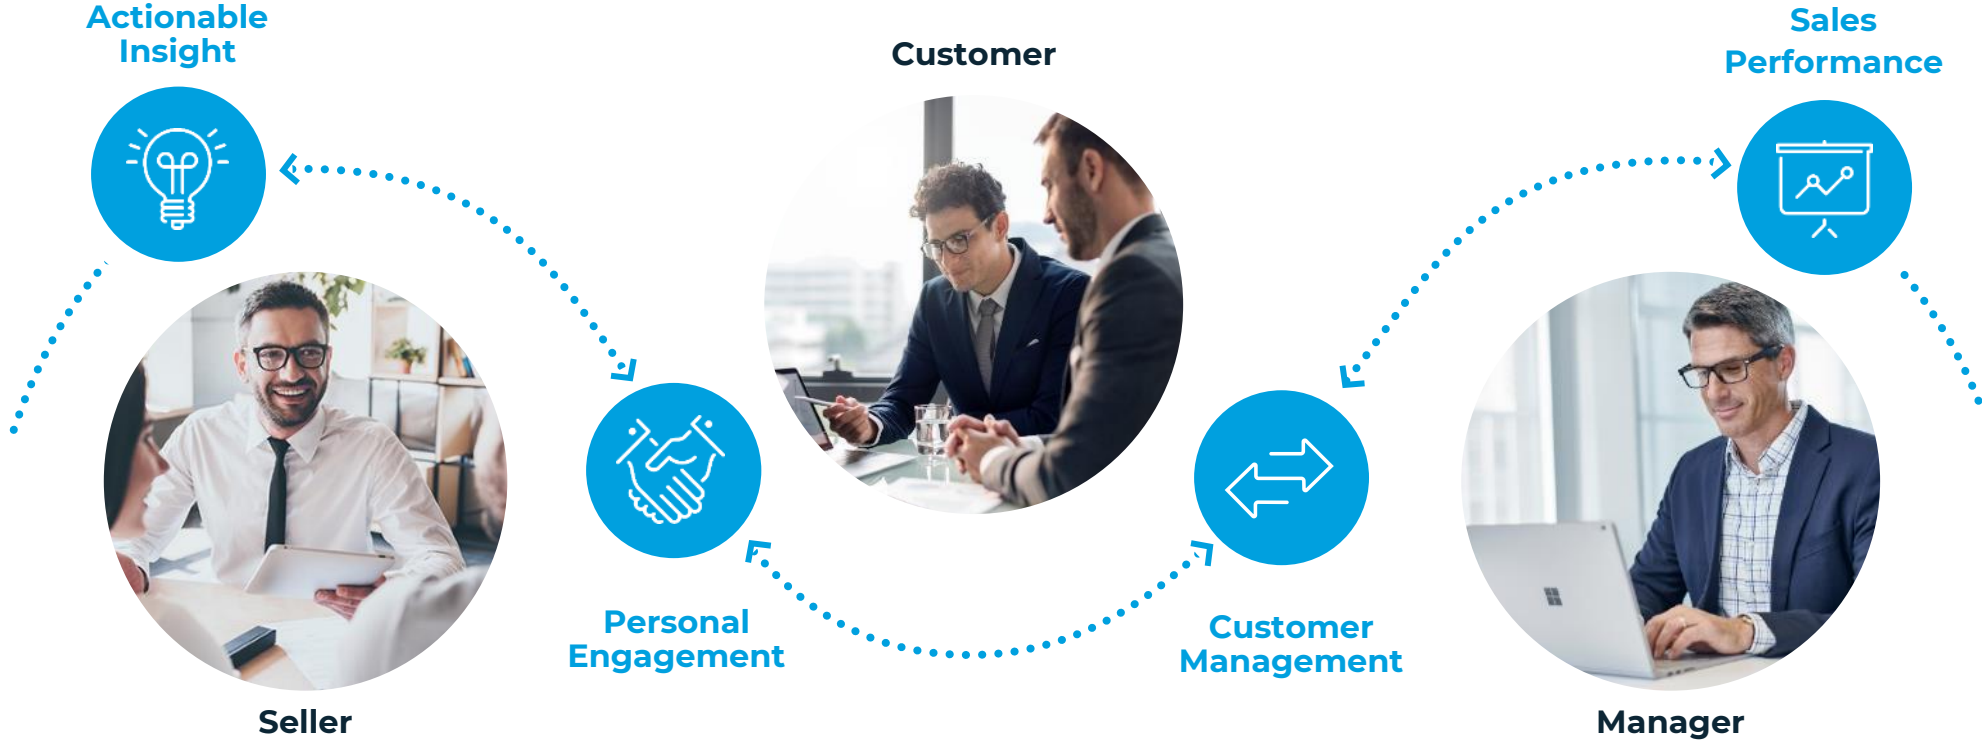 Actionable
Insight
Customer
Sales
Performance
Personal
Engagement
Customer
Management
Seller
Manager